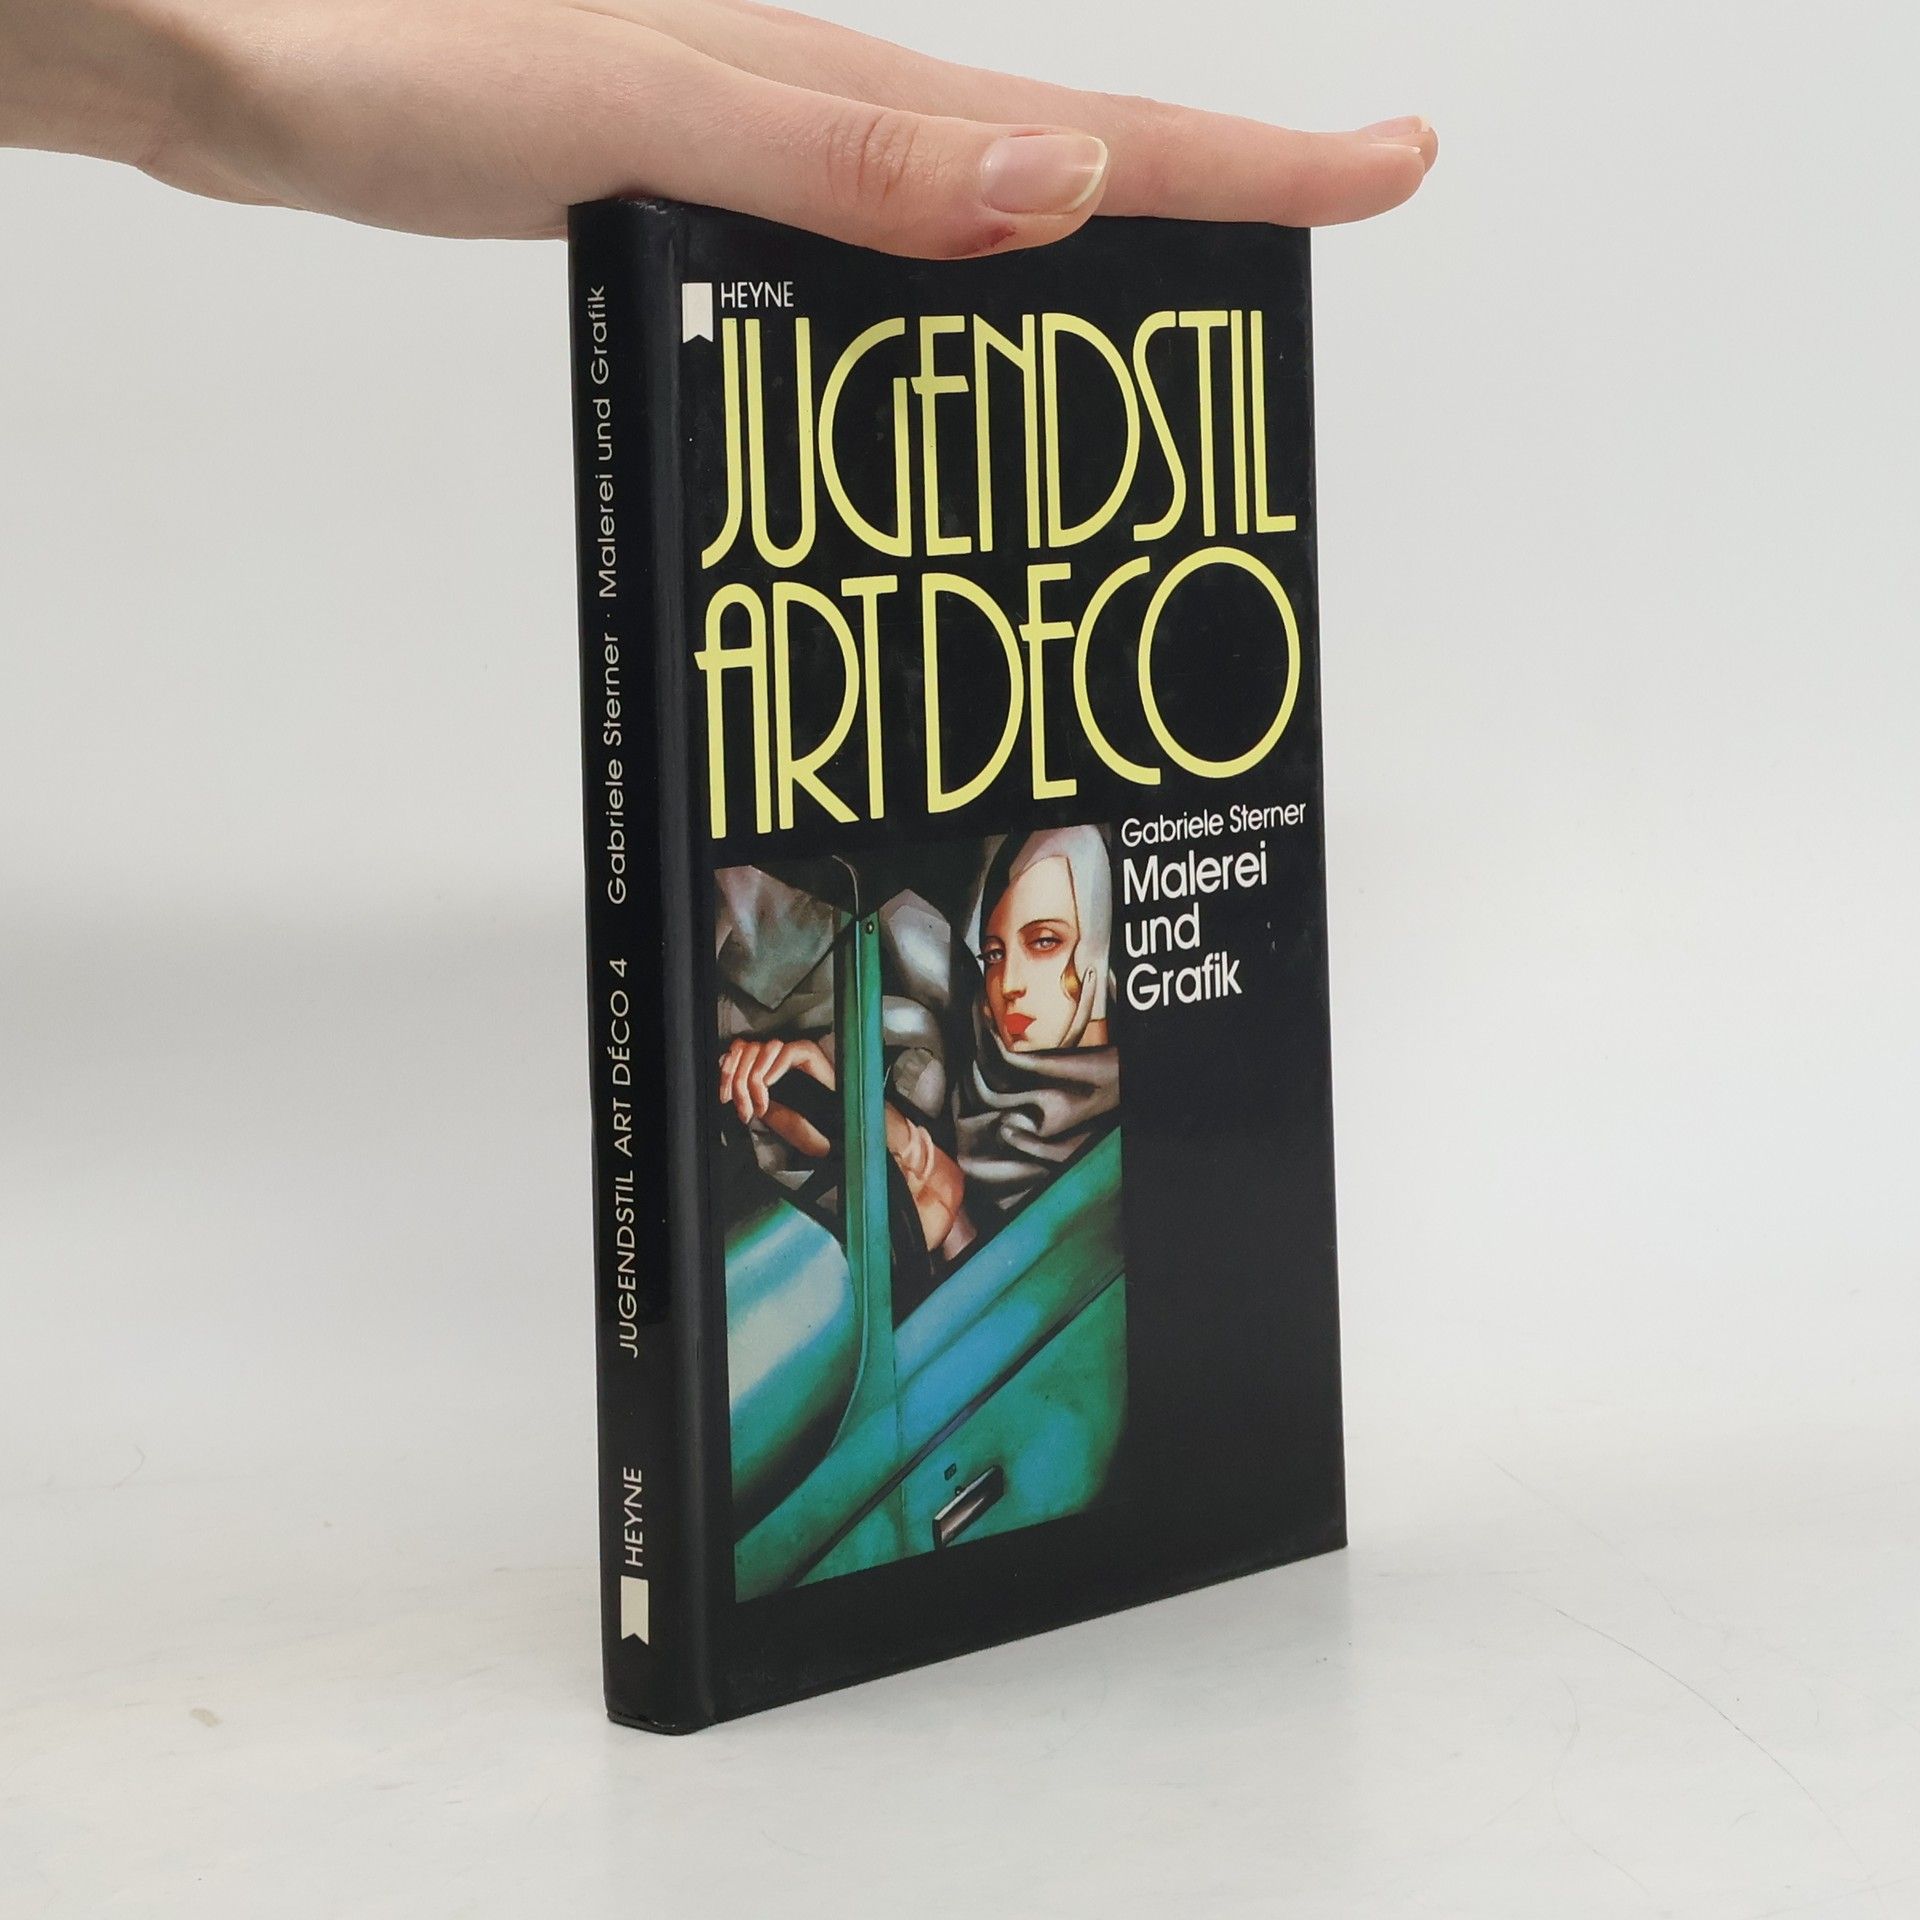 HEYNE
JUGENDSTIL
ART DECO
Gabriele Sterner
Malerei
und
Grafik
HEYNE JUGENDSTIL ART DÉCO 4 Gabriele Sterner · Malerei und Grafik